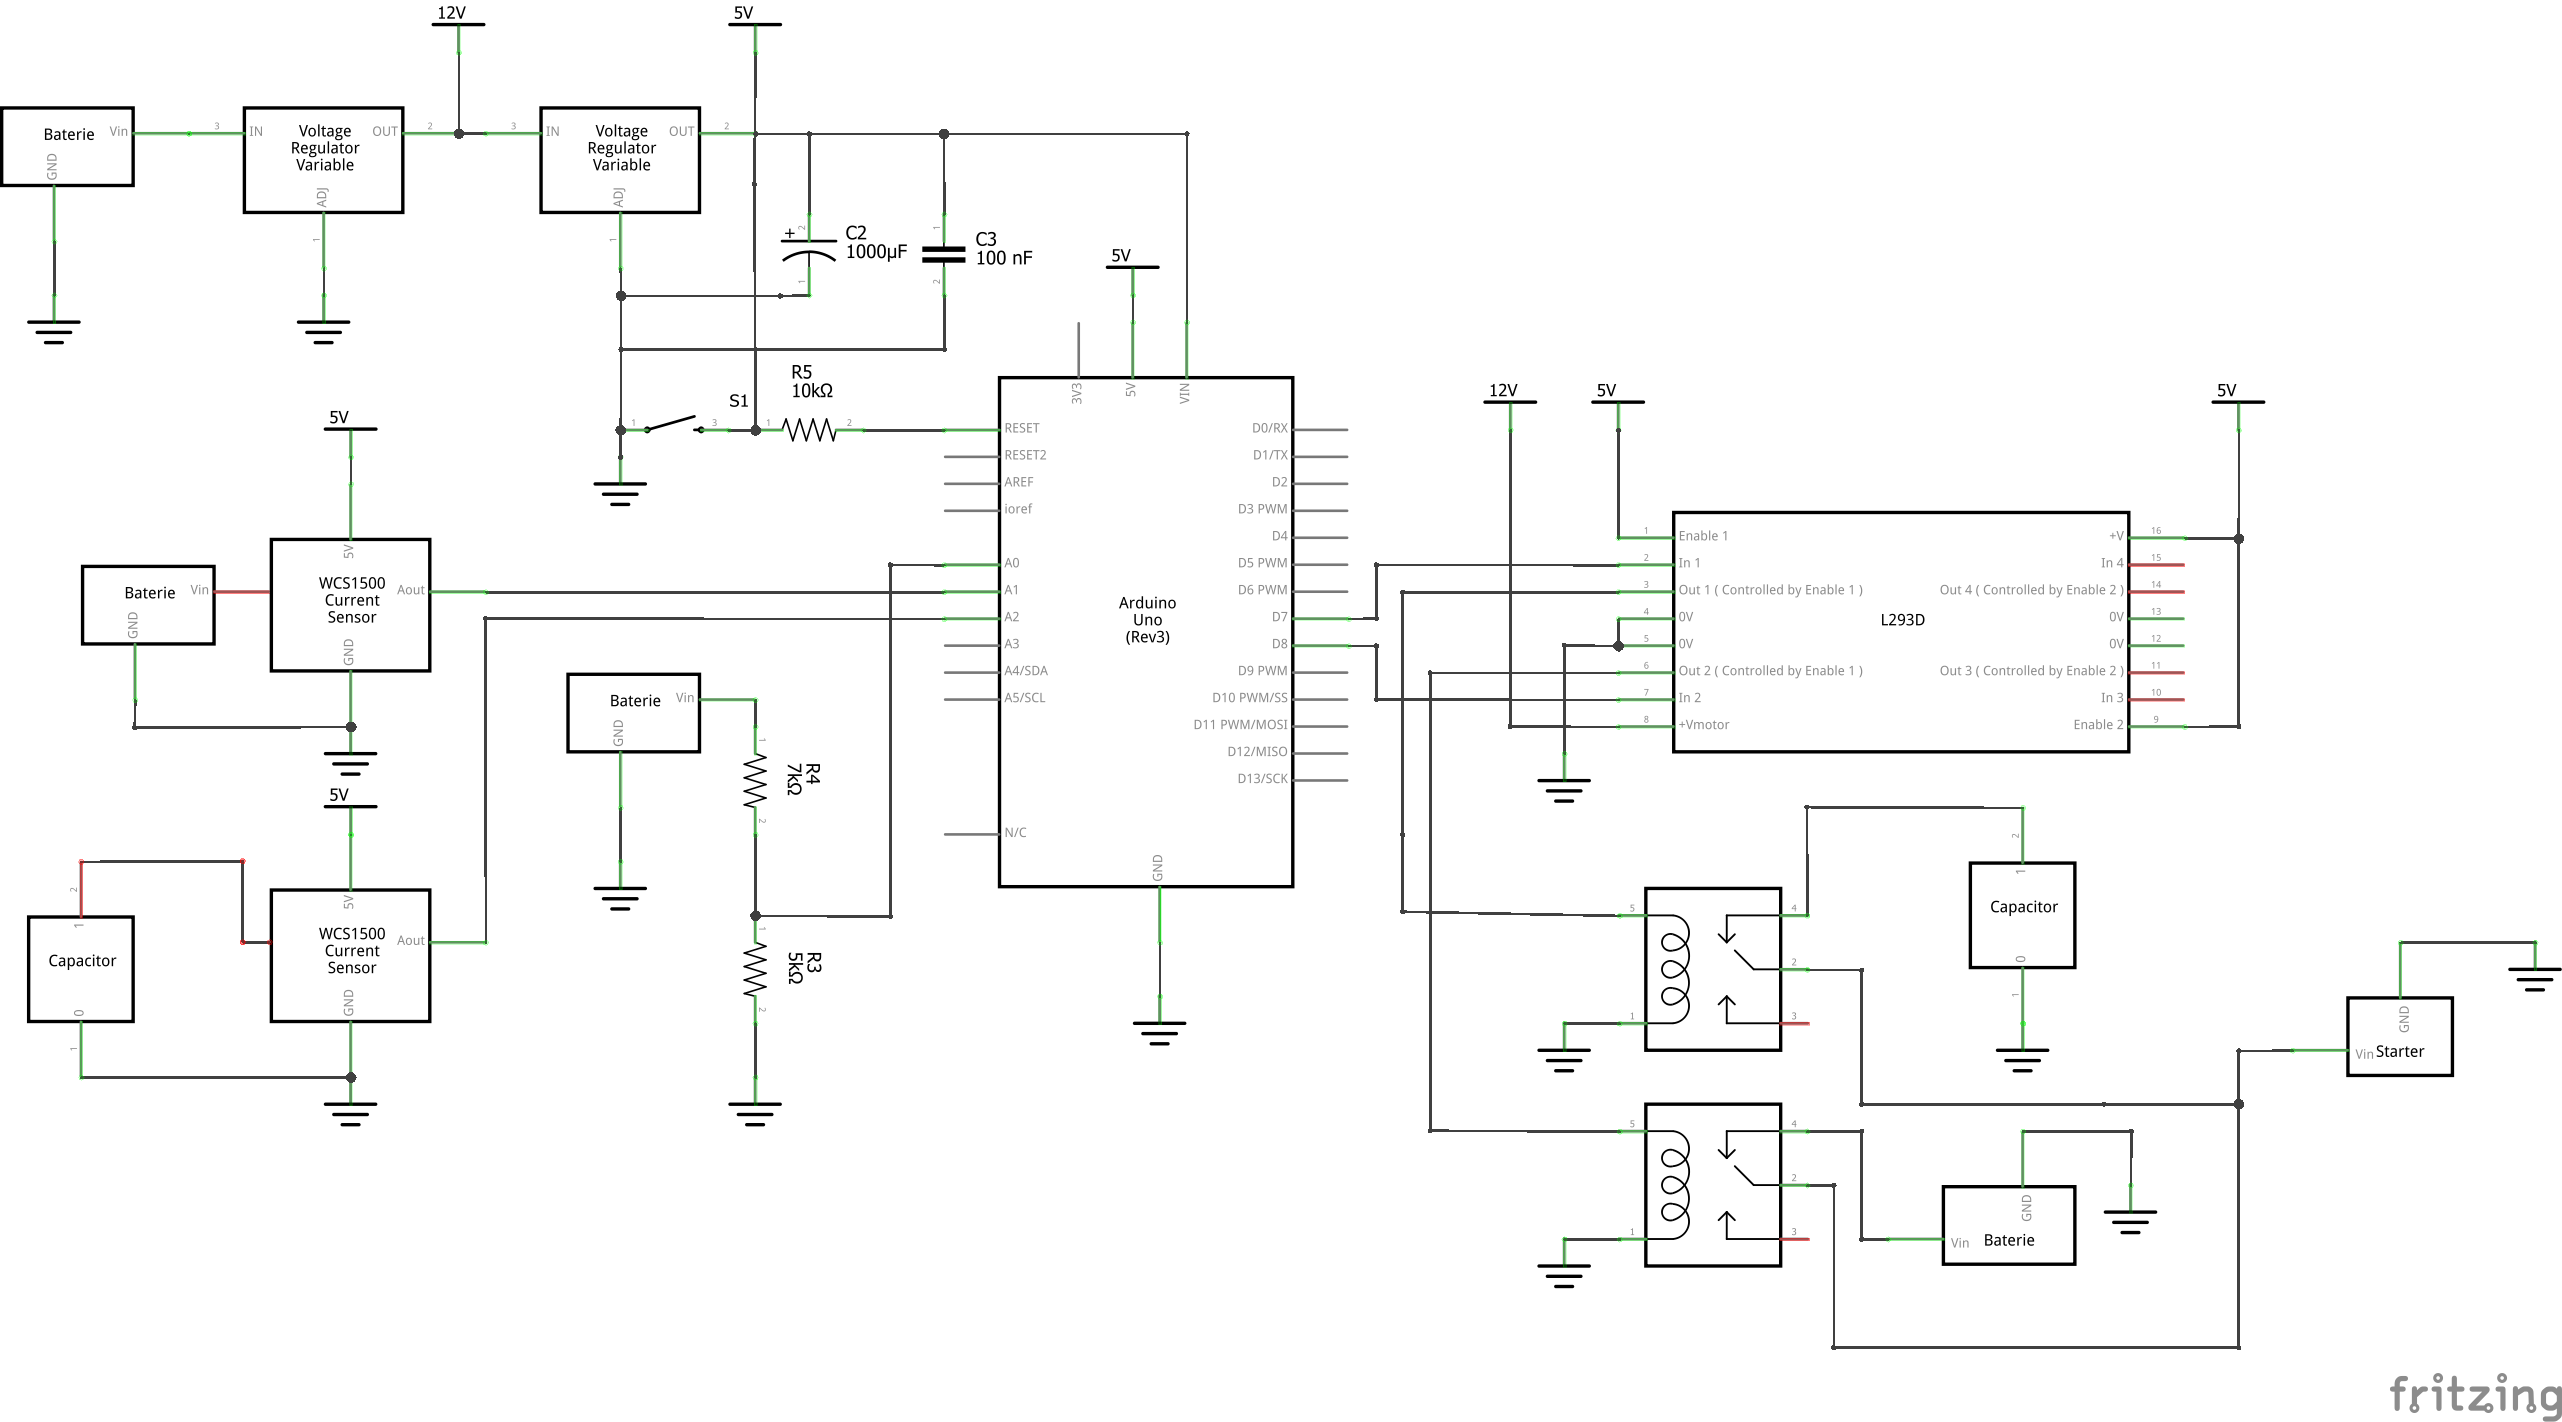 12V
5V
Baterie
Vin
GND
3
IN
Voltage
Regulator
Variable
OUT
2
ADJ
1
3
IN
Voltage
Regulator
Variable
OUT
2
ADJ
1
+
2
1
C2
1000µF
1
2
C3
100 nF
5V
R5
10kΩ
S1
1
3
1
2
3V3
5V
VIN
RESET
RESET2
AREF
ioref
A0
A1
A2
A3
A4/SDA
A5/SCL
N/C
Arduino
Uno
(Rev3)
D0/RX
D1/TX
D2
D3 PWM
D4
D5 PWM
D6 PWM
D7
D8
D9 PWM
D10 PWM/SS
D11 PWM/MOSI
D12/MISO
D13/SCK
GND
5V
5V
WCS1500
Current
Sensor
Aout
GND
Baterie
Vin
GND
5V
5V
WCS1500
Current
Sensor
Aout
GND
2
1
Capacitor
0
1
Baterie
Vin
GND
1
R4
7kΩ
2
1
R3
5kΩ
2
12V
5V
5V
1
Enable 1
2
In 1
3
Out 1 ( Controlled by Enable 1 )
4
0V
5
0V
6
Out 2 ( Controlled by Enable 1 )
7
In 2
8
+Vmotor
L293D
+V
16
In 4
15
Out 4 ( Controlled by Enable 2 )
14
0V
13
0V
12
Out 3 ( Controlled by Enable 2 )
11
In 3
10
Enable 2
9
5
4
2
1
3
2
1
Capacitor
0
1
GND
Vin
Starter
5
4
2
1
3
GND
Vin
Baterie
fritzing